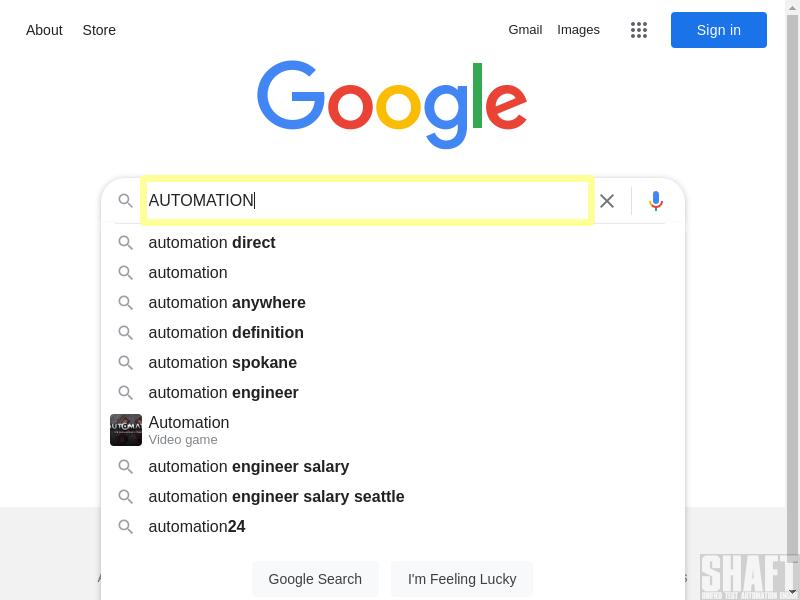 About Store Gmail Images Sign in
Google
AUTOMATION
automation direct
automation
automation anywhere
automation definition
automation spokane
automation engineer
Automation
Video game
automation engineer salary
automation engineer salary seattle
automation24
Google Search I'm Feeling Lucky
SHAFT